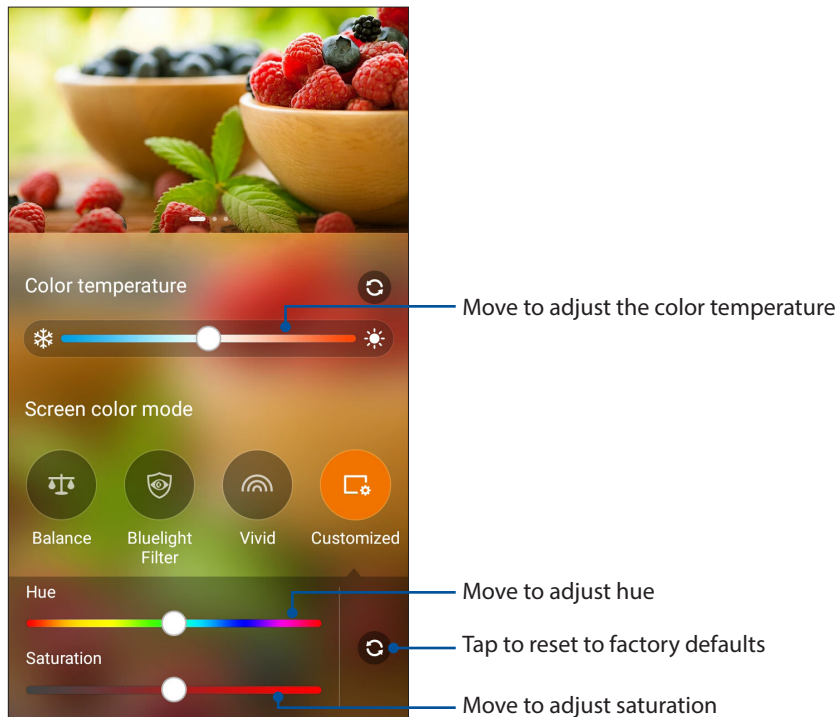 Color temperature
Move to adjust the color temperature
Screen color mode
Balance
Bluelight
Filter
Vivid
Customized
Hue
Move to adjust hue
Tap to reset to factory defaults
Saturation
Move to adjust saturation